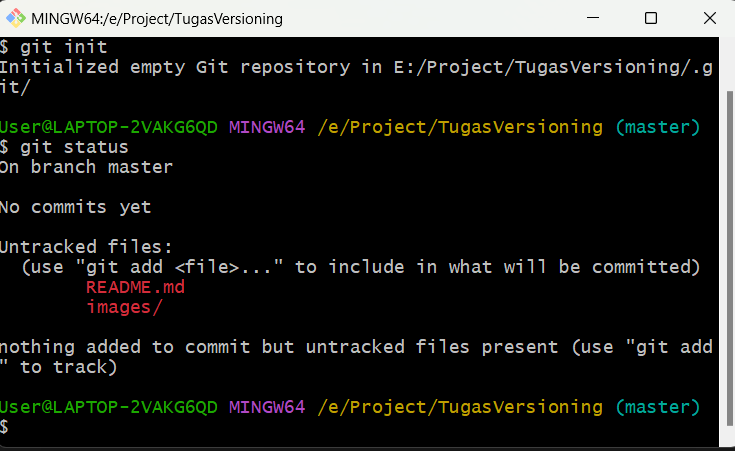 MINGW64:/e/Project/TugasVersioning
$ git init
Initialized empty Git repository in E:/Project/TugasVersioning/.g
it/
User@LAPTOP-2VAKG6QD MINGW64 /e/Project/TugasVersioning (master)
$ git status
On branch master
No commits yet
Untracked files:
  (use "git add <file>..." to include in what will be committed)
        README.md
        images/
nothing added to commit but untracked files present (use "git add
" to track)
User@LAPTOP-2VAKG6QD MINGW64 /e/Project/TugasVersioning (master)
$